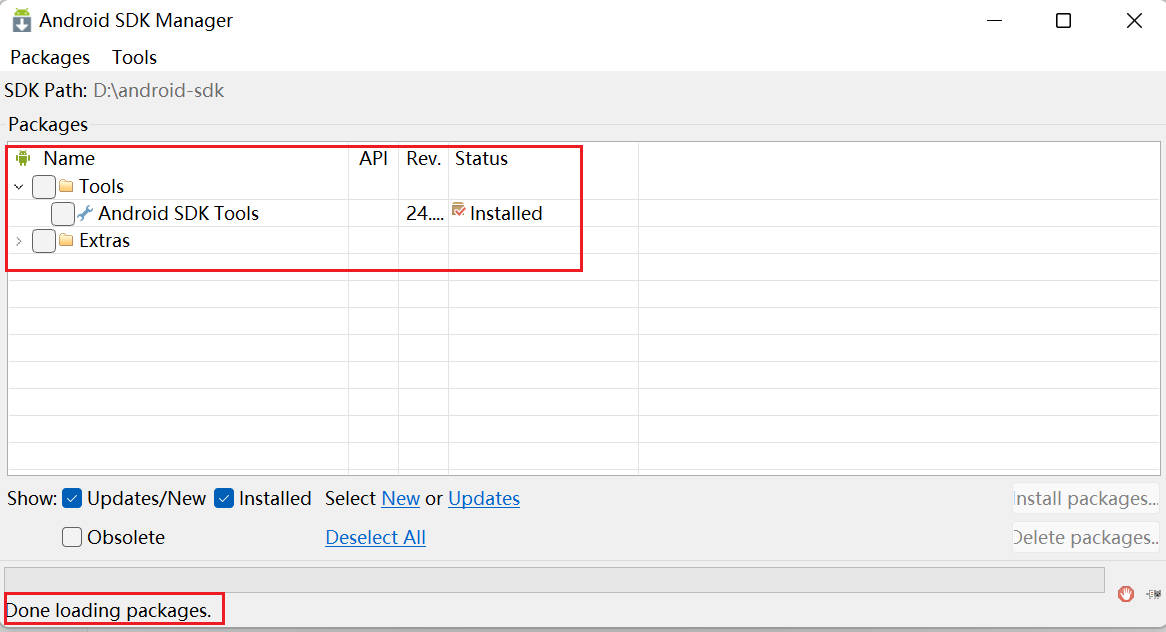 Android SDK Manager
Packages Tools
SDK Path: D:\android-sdk
Packages
Name API Rev. Status
Tools
Android SDK Tools 24.... Installed
Extras
Show: Updates/New Installed Select New or Updates Install packages...
Obsolete Deselect All Delete packages..
Done loading packages.